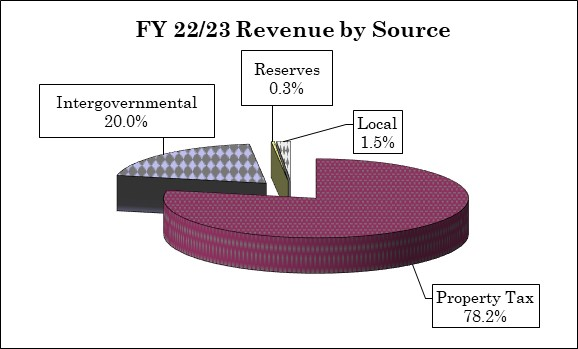 FY 22/23 Revenue by Source
Reserves
0.3%
Intergovernmental
20.0%
Local
1.5%
Property Tax
78.2%